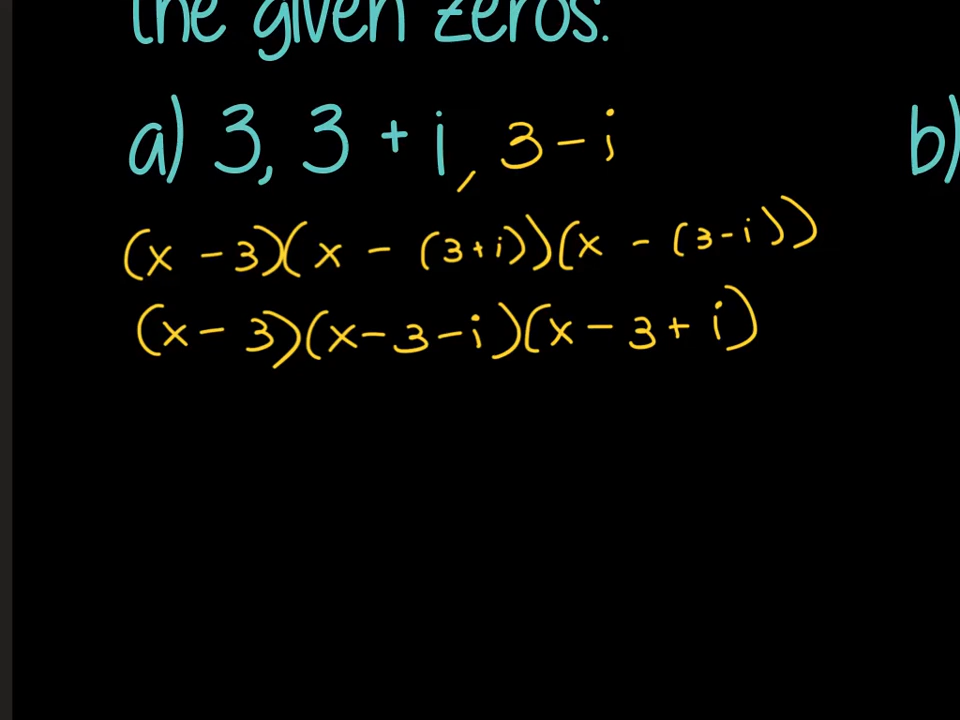 the given zeros.
a) 3, 3 + i, 3 - i
b)
(x - 3)(x - (3+i))(x - (3-i))
(x - 3)(x - 3 - i)(x - 3 + i)